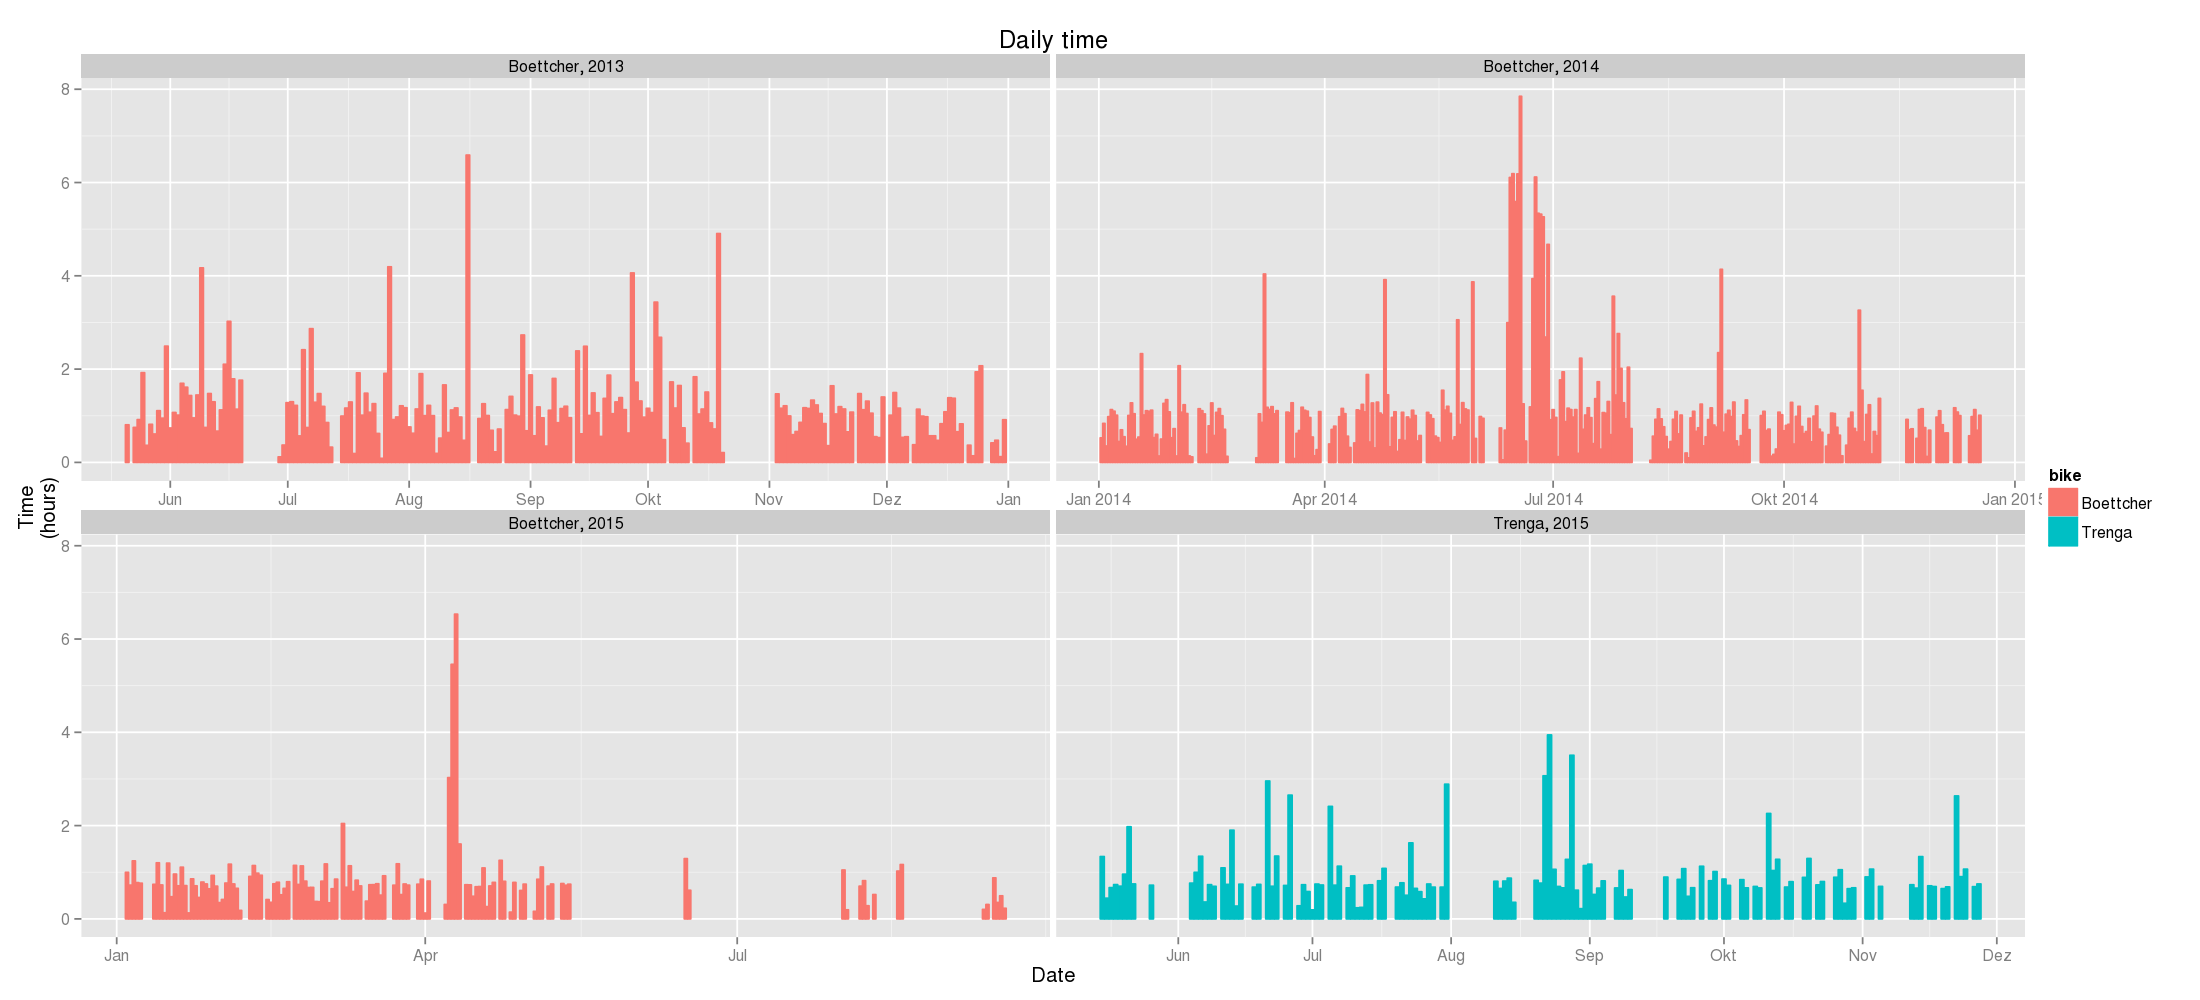 Daily time
Boettcher, 2013
Boettcher, 2014
8
6
4
2
0
Jun Jul Aug Sep Okt Nov Dez Jan
Jan 2014 Apr 2014 Jul 2014 Okt 2014 Jan 2015
Time
(hours)
Boettcher, 2015
Trenga, 2015
8
6
4
2
0
Jan Apr Jul
Jun Jul Aug Sep Okt Nov Dez
Date
bike
Boettcher
Trenga